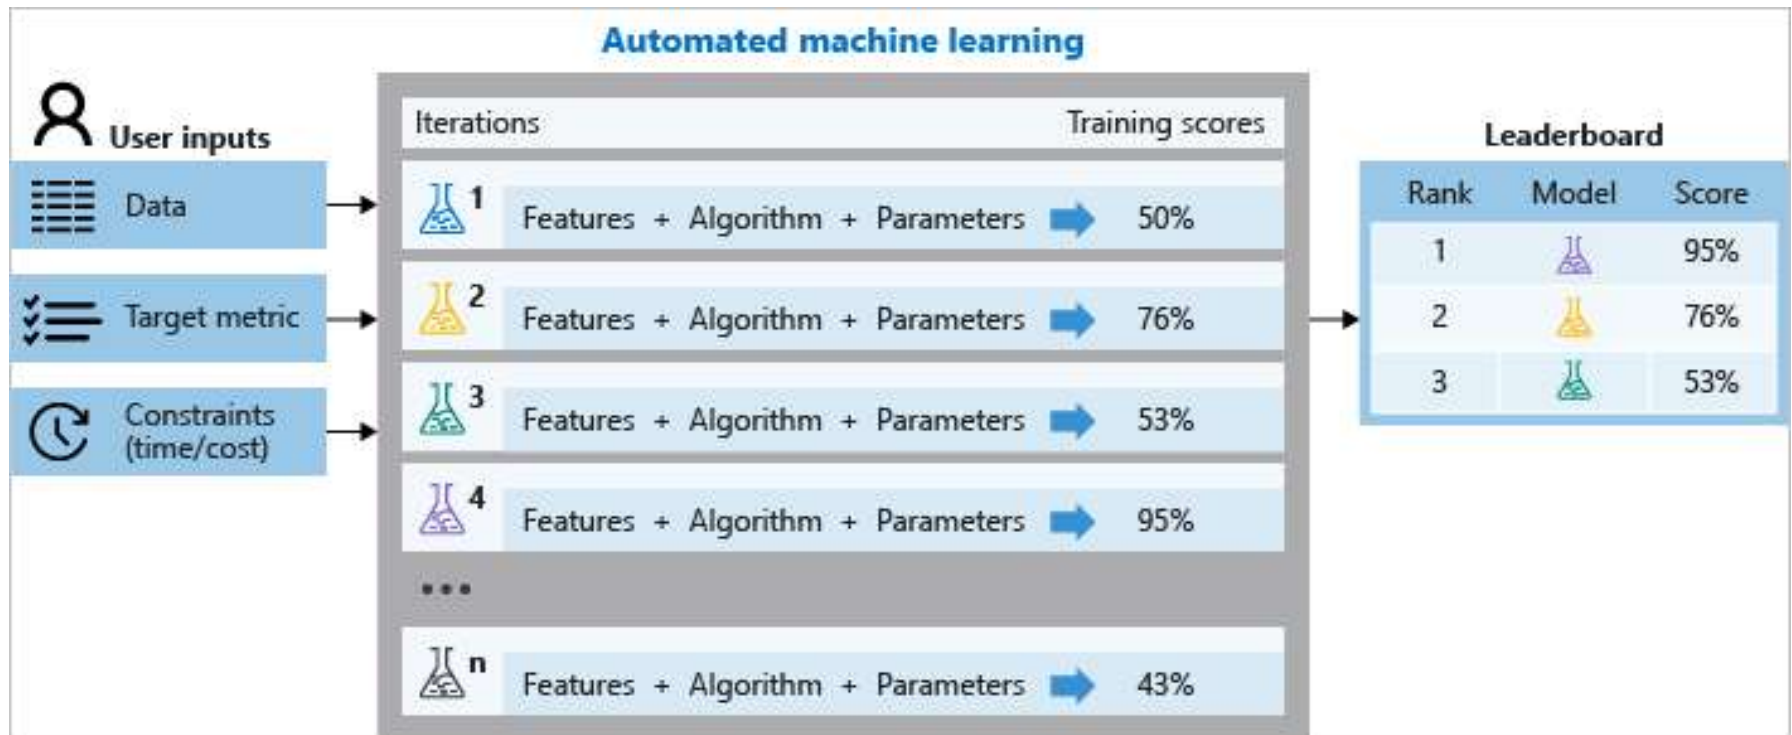 Automated machine learning
User inputs
Data
Target metric
Constraints
(time/cost)
Iterations Training scores
1 Features + Algorithm + Parameters 50%
2 Features + Algorithm + Parameters 76%
3 Features + Algorithm + Parameters 53%
4 Features + Algorithm + Parameters 95%
•••
n Features + Algorithm + Parameters 43%
Leaderboard
Rank Model Score
1 95%
2 76%
3 53%